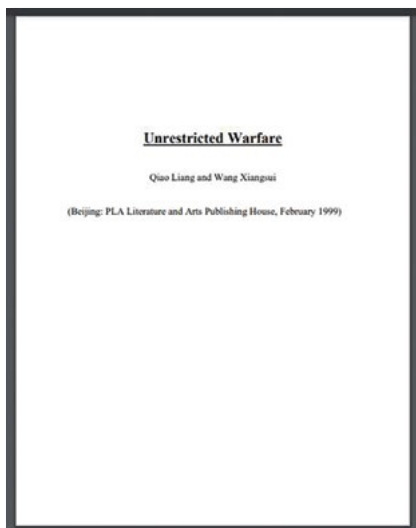 Unrestricted Warfare
Qiao Liang and Wang Xiangsui
(Beijing: PLA Literature and Arts Publishing House, February 1999)